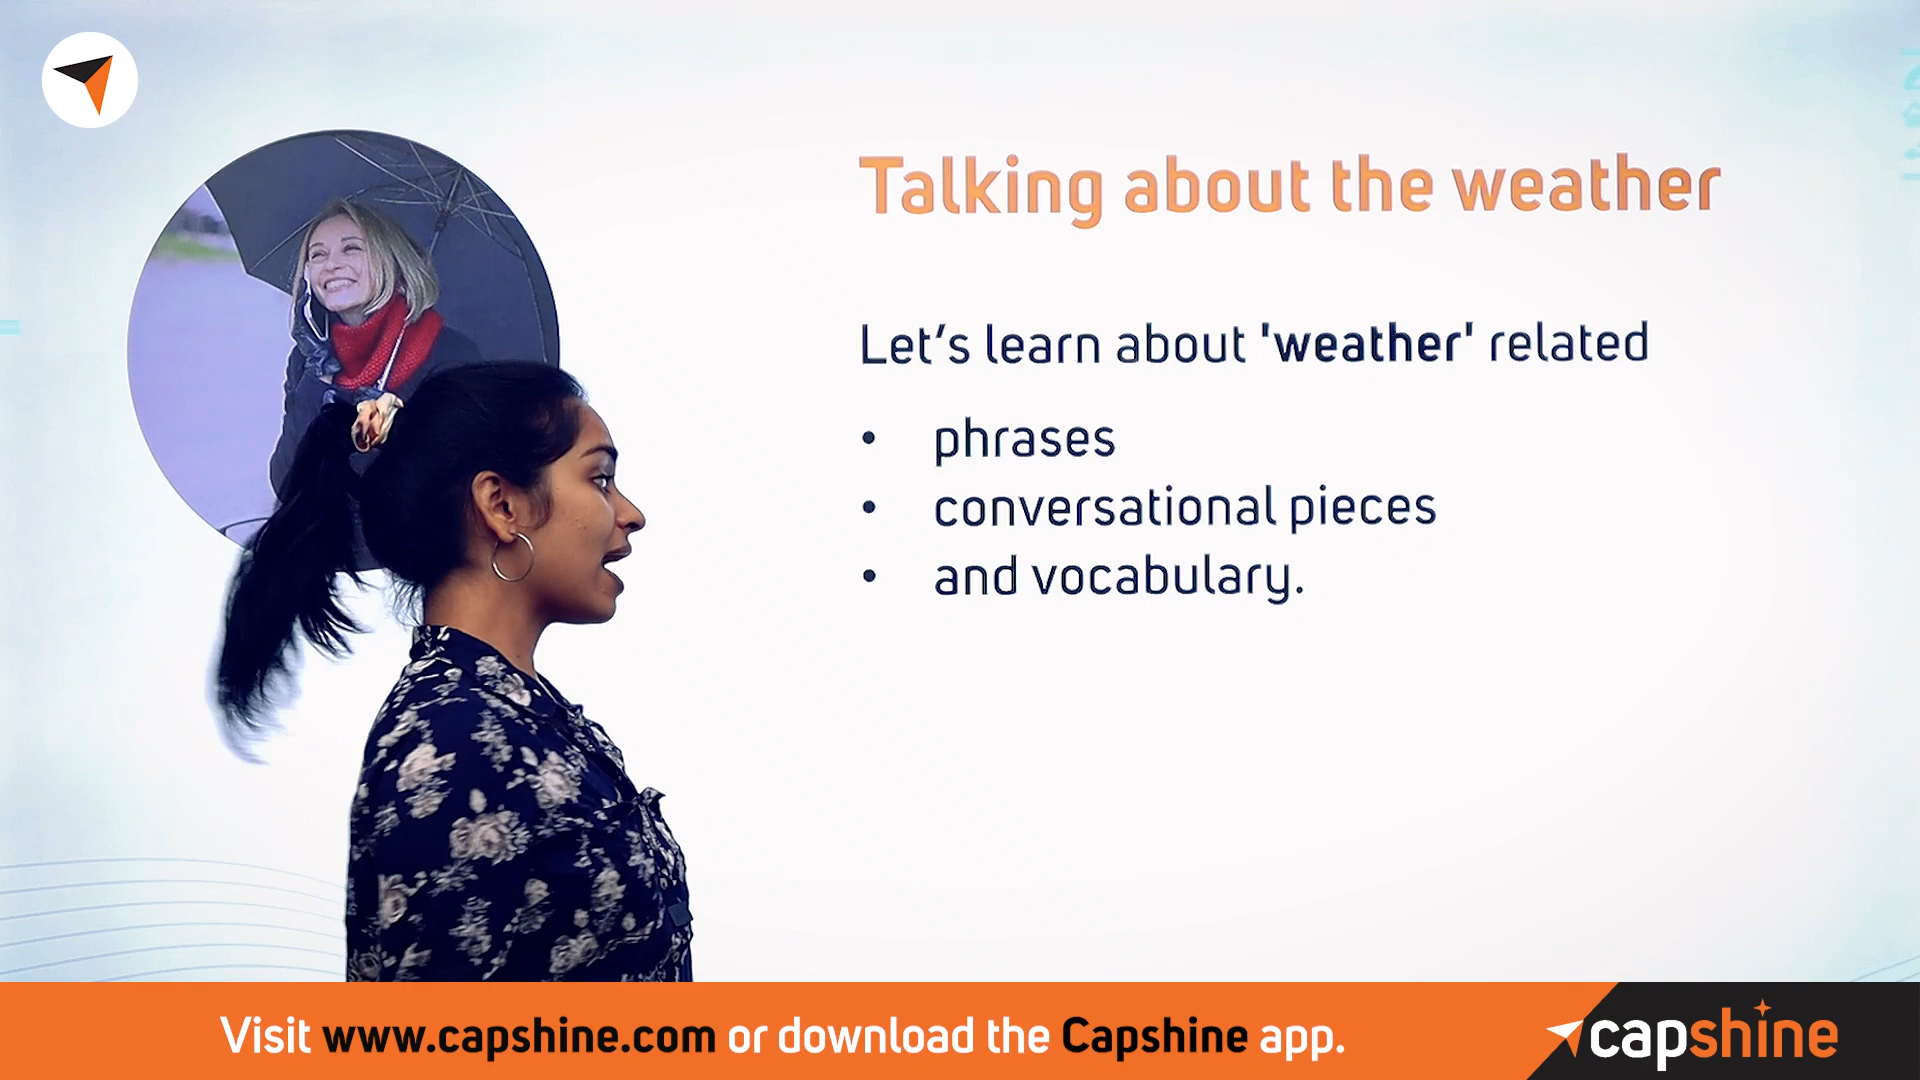 Talking about the weather
Let’s learn about 'weather' related
• phrases
• conversational pieces
• and vocabulary.
Visit www.capshine.com or download the Capshine app.
capshine